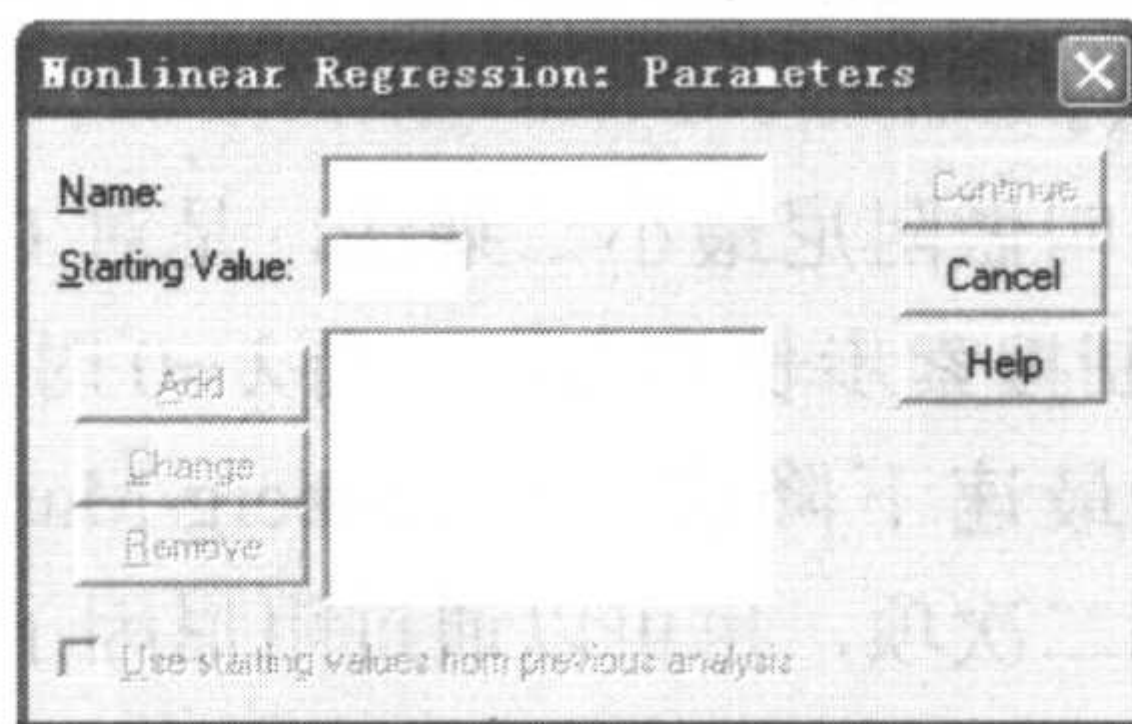 Nonlinear Regression: Parameters
Name:
Continue
Starting Value:
Cancel
Help
Add
Change
Remove
Use starting values from previous analysis